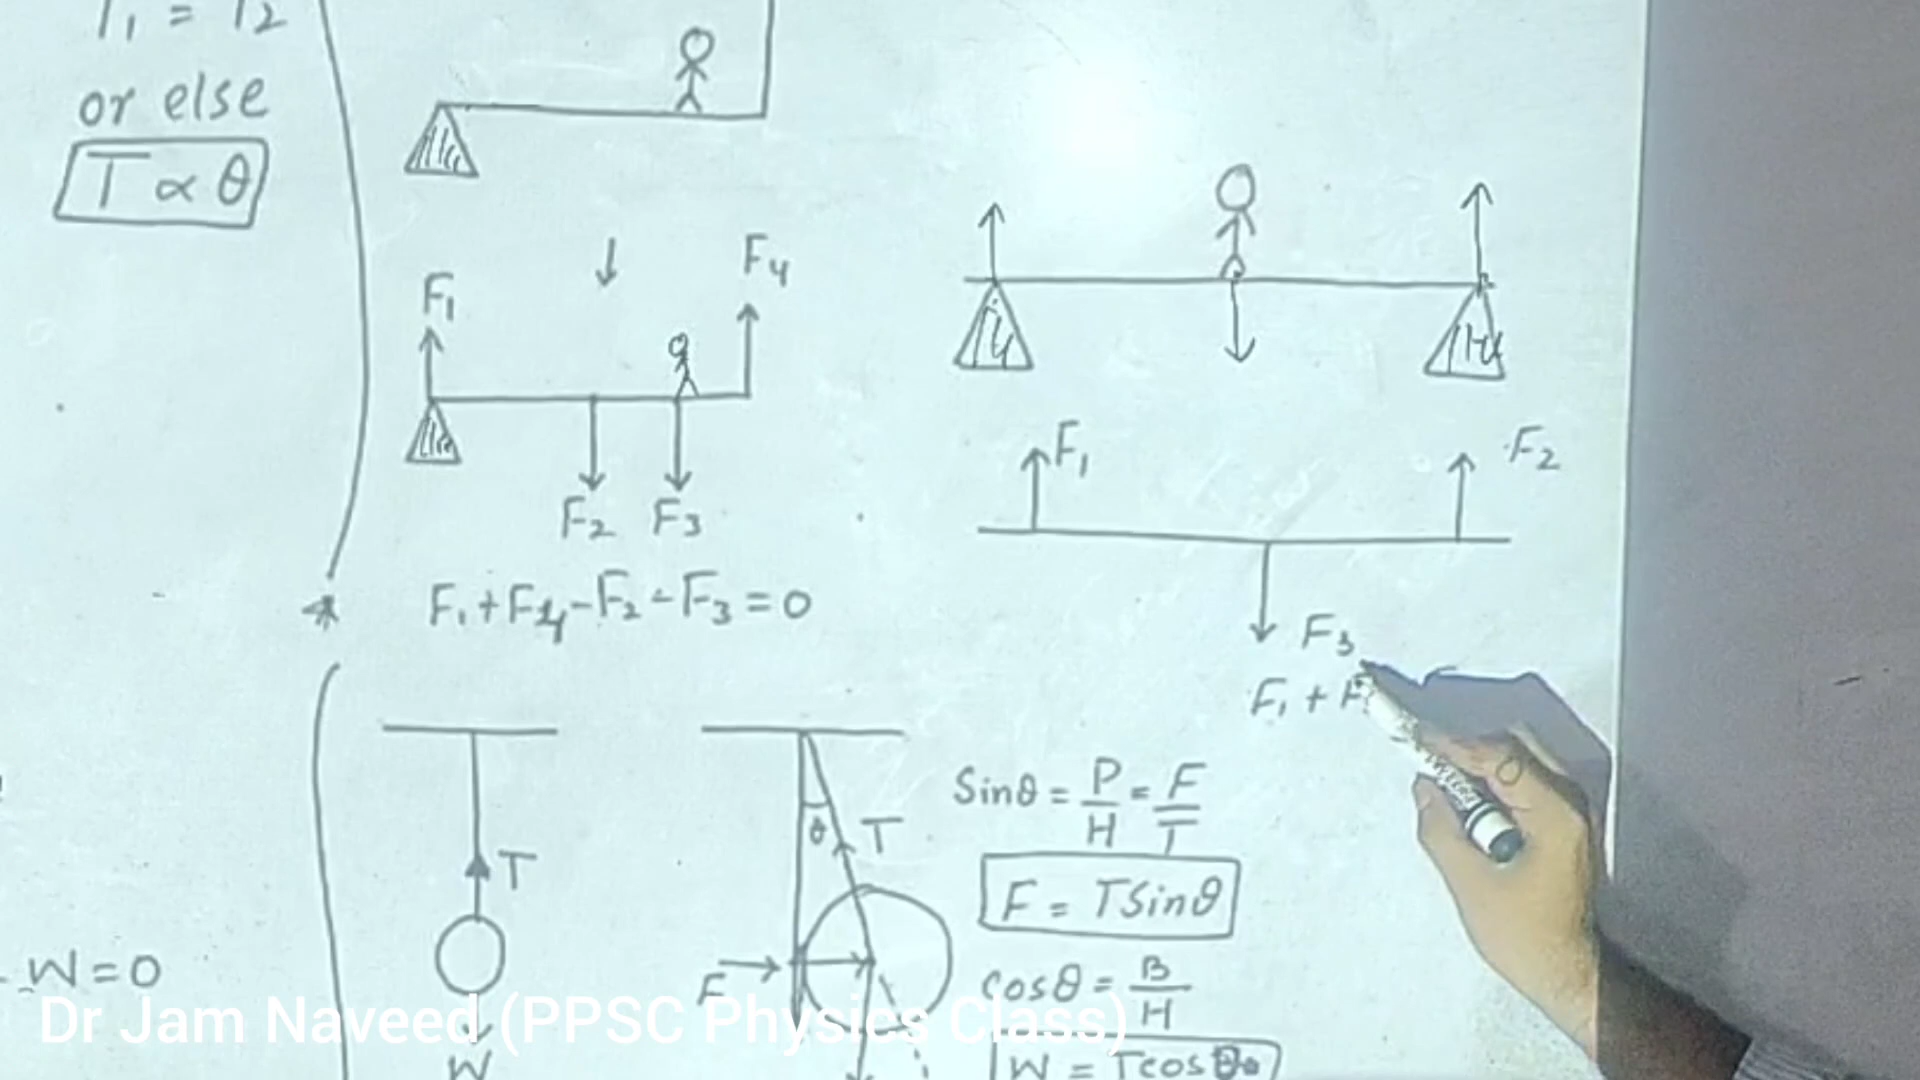 T₁ = T₂
or else
T ∝ θ
F₁
F₄
F₂ F₃
F₁ + F₄ - F₂ - F₃ = 0
F₁
F₂
F₃
F₁ + F
T
W
θ
T
F
Sinθ = P/H = F/T
F = TSinθ
cosθ = B/H
W = Tcosθ
W = 0
Dr Jam Naveed (PPSC Physics Class)